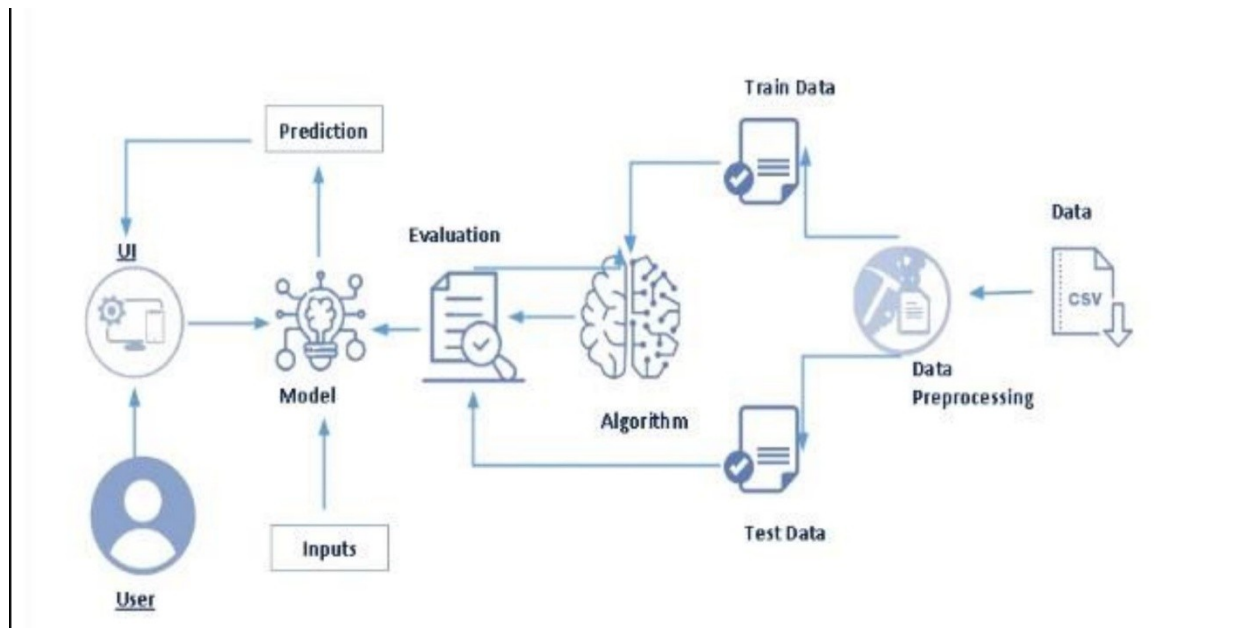 Train Data
Prediction
Data
UI
Evaluation
CSV
Data
Preprocessing
Model
Algorithm
Inputs
Test Data
User